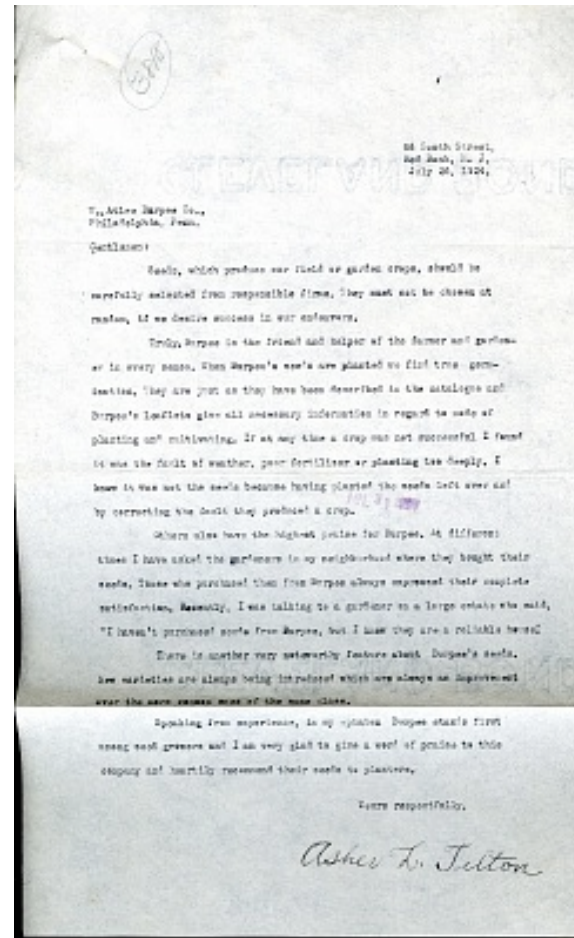 3898
South Street,
Red Bank, N. J.
July 26, 1924.
W. Atlee Burpee Co.,
Philadelphia, Penn.
Gentlemen:
Seeds, which produce our field or garden crops, should be
carefully selected from responsible firms. They must not be chosen at
random, if we desire success in our endeavors.
Truly, Burpee is the friend and helper of the farmer and garden-
er in every sense. When Burpee's seeds are planted we find true germ-
ination. They are just as they have been described in the catalogue and
Burpee's leaflets give all necessary information in regard to mode of
planting and cultivating. If at any time a crop was not successful I found
it was the fault of weather, poor fertilizer or planting too deeply. I
know it was not the seeds because having planted the seeds left over and
by correcting the fault they produced a crop.
Others also have the highest praise for Burpee. At different
times I have asked the gardeners in my neighborhood where they bought their
seeds. Those who purchased them from Burpee always expressed their complete
satisfaction. Recently, I was talking to a gardener on a large estate who said,
"I haven't purchased seeds from Burpee, but I know they are a reliable house."
There is another very noteworthy feature about Burpee's seeds.
New varieties are always being introduced which are always an improvement
over the more common ones of the same class.
Speaking from experience, in my opinion Burpee stands first
among seed growers and I am very glad to give a word of praise to this
company and heartily recommend their seeds to planters.
Yours respectfully,
Asher L. Tilton